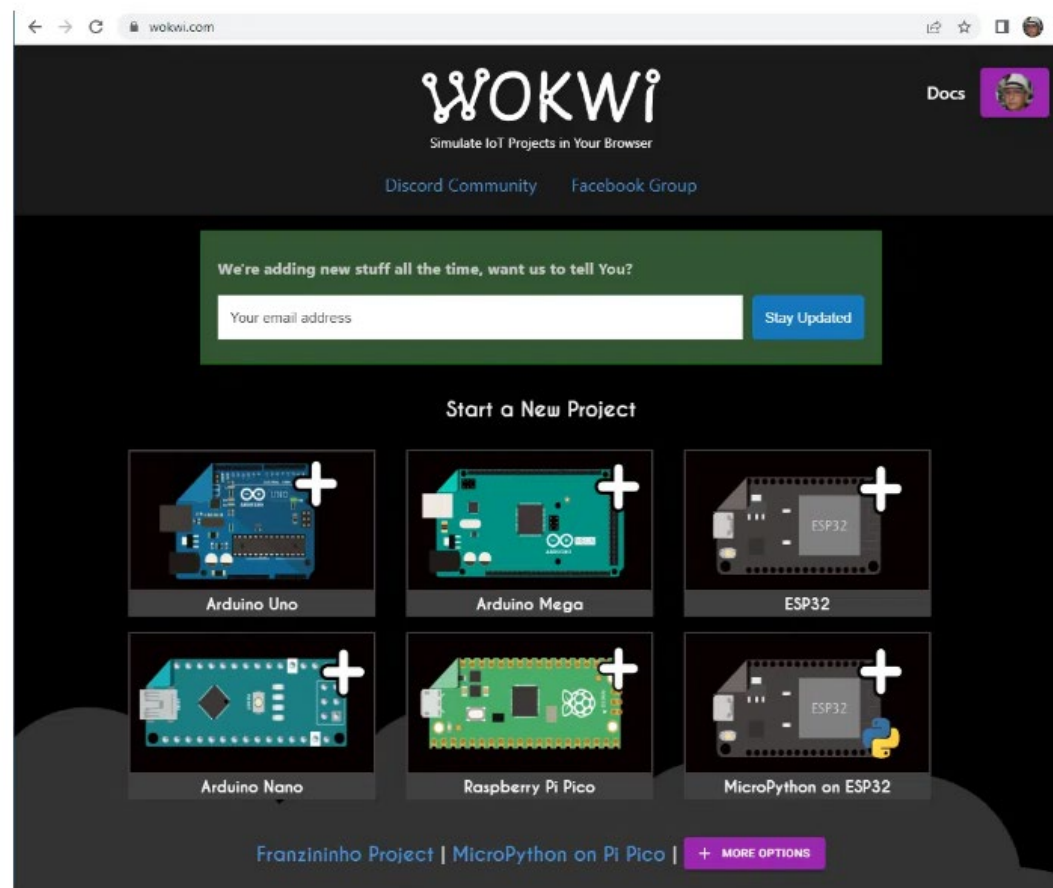 wokwi.com
WOKWi
Docs
Simulate IoT Projects in Your Browser
Discord Community Facebook Group
We're adding new stuff all the time, want us to tell You?
Your email address Stay Updated
Start a New Project
Arduino Uno Arduino Mega ESP32
ESP32
Arduino Nano Raspberry Pi Pico MicroPython on ESP32
ESP32
Franzininho Project | MicroPython on Pi Pico | + MORE OPTIONS